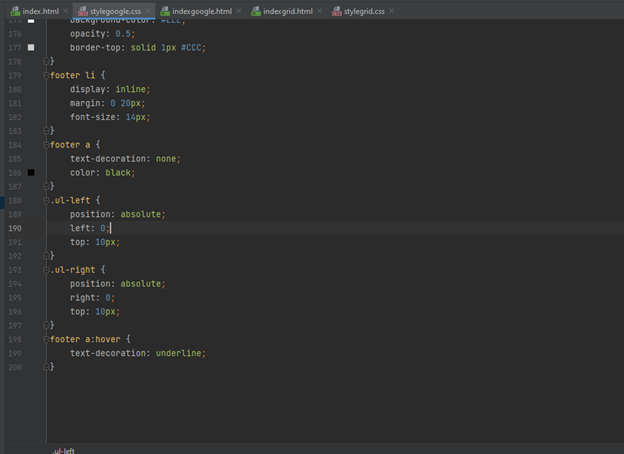 index.html
stylegoogle.css
indexgoogle.html
indexgrid.html
stylegrid.css
175 background-color: #EEE;
176 opacity: 0.5;
177 border-top: solid 1px #CCC;
178 }
179 footer li {
180 display: inline;
181 margin: 0 20px;
182 font-size: 14px;
183 }
184 footer a {
185 text-decoration: none;
186 color: black;
187 }
188 .ul-left {
189 position: absolute;
190 left: 0;
191 top: 10px;
192 }
193 .ul-right {
194 position: absolute;
195 right: 0;
196 top: 10px;
197 }
198 footer a:hover {
199 text-decoration: underline;
200 }
.ul-left